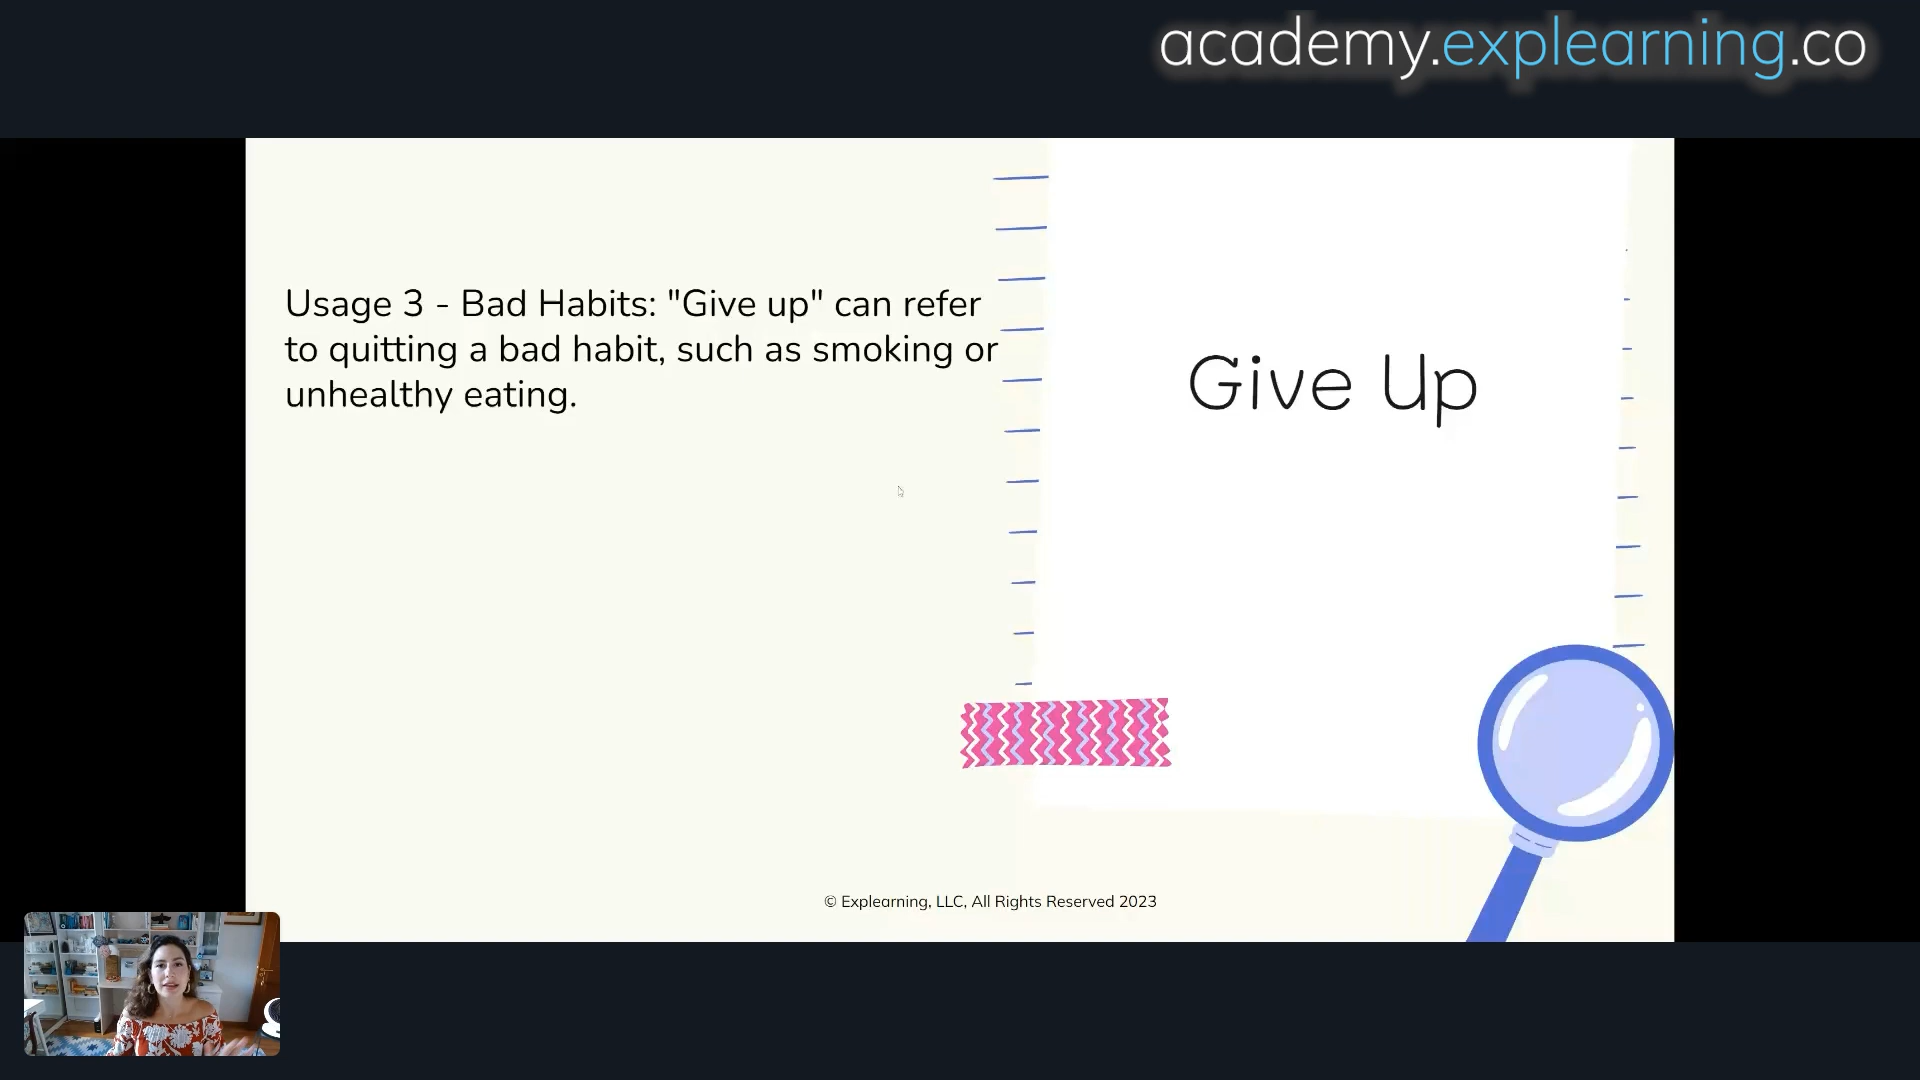 academy.explearning.co
Usage 3 - Bad Habits: "Give up" can refer
to quitting a bad habit, such as smoking or
unhealthy eating.
Give Up
© Explearning, LLC, All Rights Reserved 2023